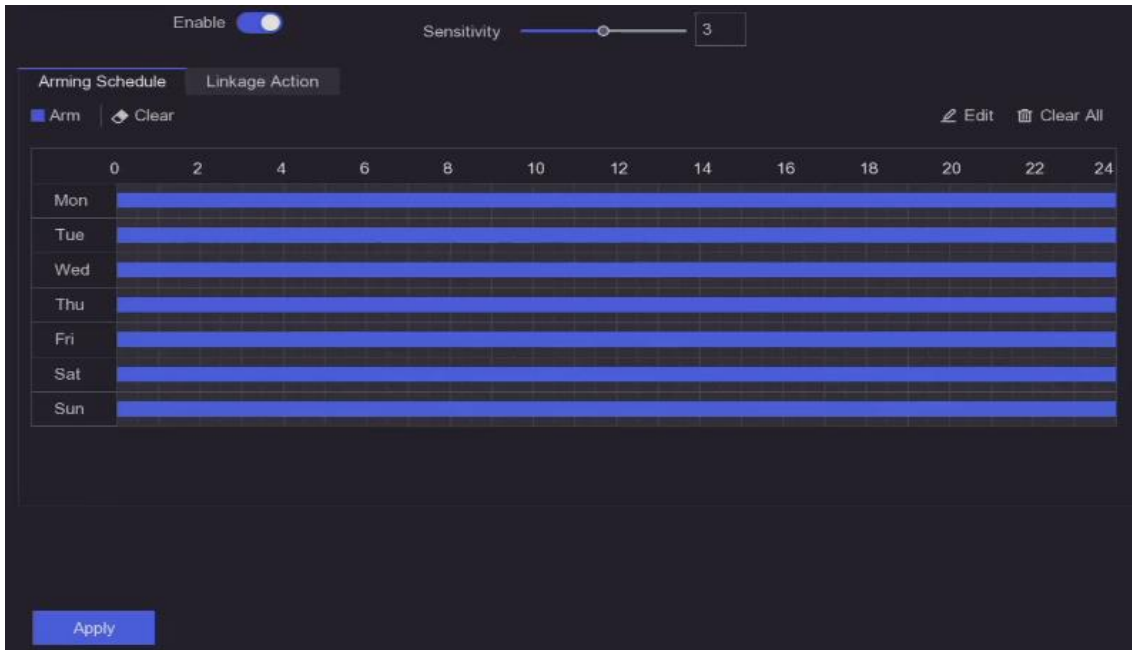 Enable
Sensitivity 3
Arming Schedule Linkage Action
Arm Clear Edit Clear All
0 2 4 6 8 10 12 14 16 18 20 22 24
Mon
Tue
Wed
Thu
Fri
Sat
Sun
Apply